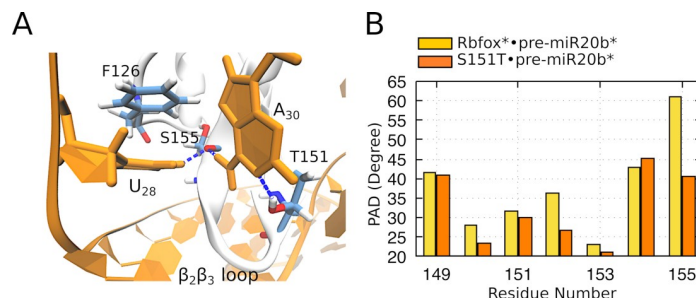 A
F126
S155
A30
T151
U28
β2β3 loop
B
Rbfox*•pre-miR20b*
S151T•pre-miR20b*
PAD (Degree)
65
60
55
50
45
40
35
30
25
20
149
151
153
155
Residue Number